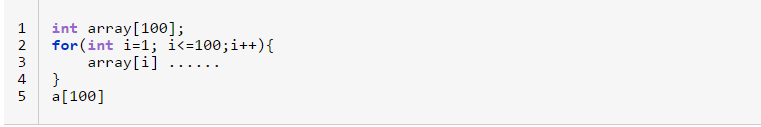 1 int array[100];
2 for(int i=1; i<=100;i++){
3     array[i] ......
4 }
5 a[100]